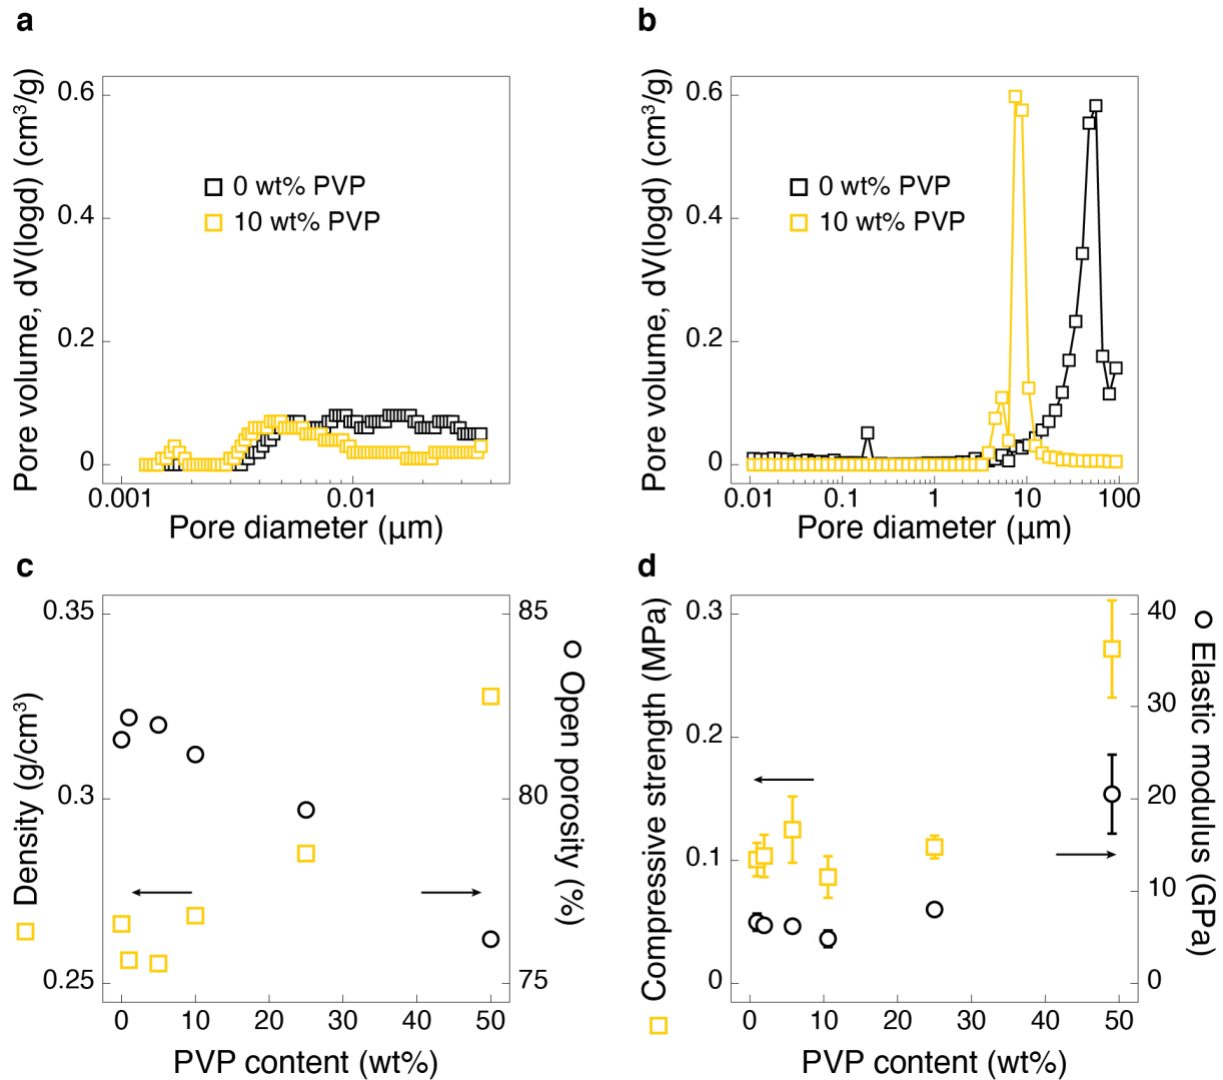 a
Pore volume, dV(logd) (cm³/g)
0.6
0.4
0.2
0
0 wt% PVP
10 wt% PVP
0.001
0.01
Pore diameter (µm)
b
Pore volume, dV(logd) (cm³/g)
0.6
0.4
0.2
0
0 wt% PVP
10 wt% PVP
0.01
0.1
1
10
100
Pore diameter (µm)
c
Density (g/cm³)
0.35
0.3
0.25
85
80
75
Open porosity (%)
0 10 20 30 40 50
PVP content (wt%)
d
Compressive strength (MPa)
0.3
0.2
0.1
0
40
30
20
10
0
Elastic modulus (GPa)
0 10 20 30 40 50
PVP content (wt%)